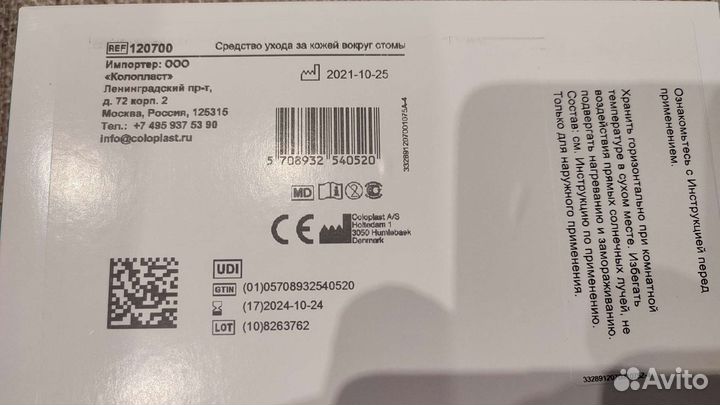 REF 120700
Средство ухода за кожей вокруг стомы
Импортер: ООО
«Колопласт»
Ленинградский пр-т,
д. 72 корп. 2
Москва, Россия, 125315
Тел.: +7 495 937 53 90
info@coloplast.ru
2021-10-25
5 708932 540520
MD
CE
Coloplast A/S
Holtedam 1
3050 Humlebaek
Denmark
UDI
GTIN (01)05708932540520
(17)2024-10-24
LOT (10)8263762
Ознакомьтесь с Инструкцией перед
применением.
Хранить горизонтально при комнатной
температуре в сухом месте. Избегать
воздействия прямых солнечных лучей, не
подвергать нагреванию и замораживанию.
Состав: см. Инструкцию по применению.
Только для наружного применения.
Avito